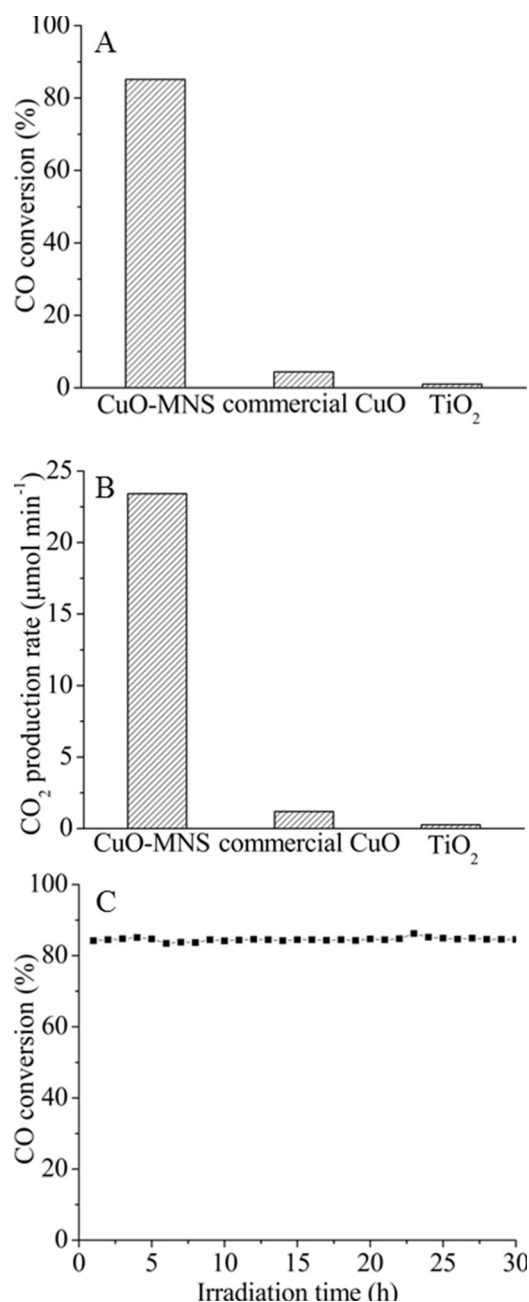 A
100
80
60
40
20
0
CO conversion (%)
CuO-MNS commercial CuO TiO₂
B
25
20
15
10
5
0
CO₂ production rate (μmol min⁻¹)
CuO-MNS commercial CuO TiO₂
C
100
80
60
40
20
0
CO conversion (%)
0 5 10 15 20 25 30
Irradiation time (h)